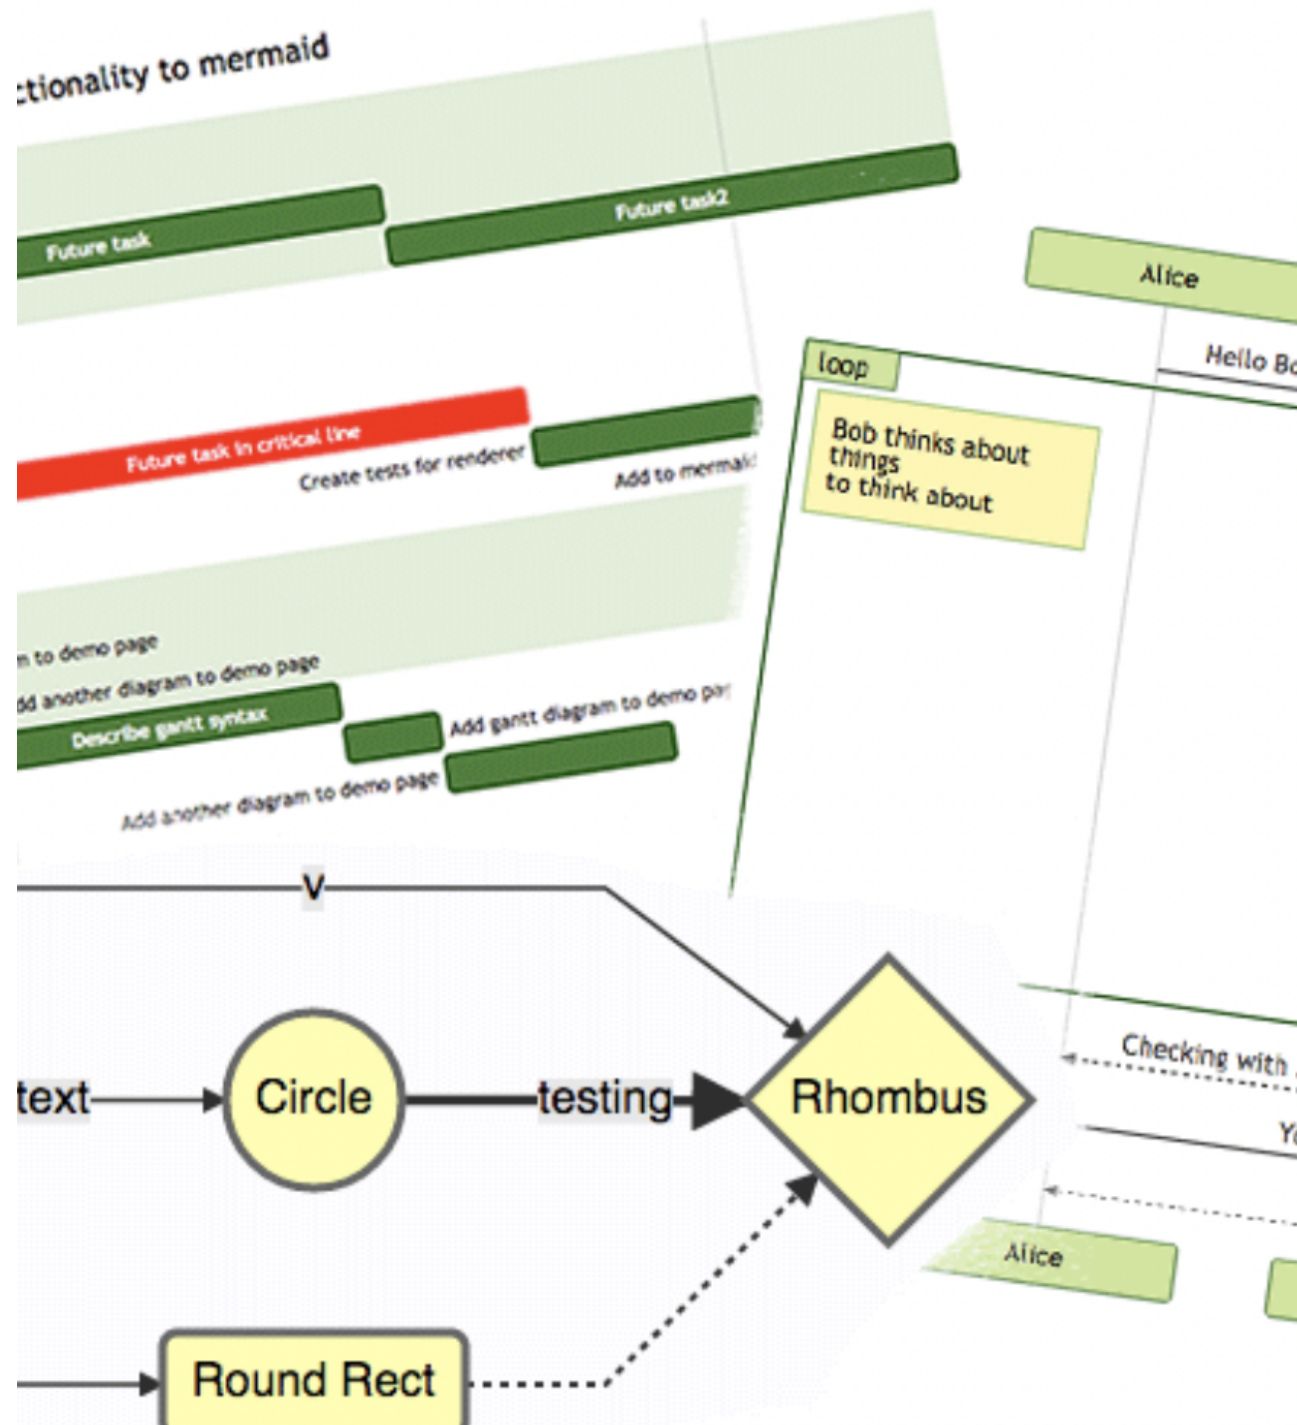 ctionality to mermaid
Future task
Future task2
Future task in critical line
Create tests for renderer
Add to mermaid
to demo page
dd another diagram to demo page
Describe gantt syntax
Add gantt diagram to demo
Add another diagram to demo page
Alice
Hello Bo
loop
Bob thinks about
things
to think about
Checking with
Yo
Alice
v
text
Circle
testing
Rhombus
Round Rect